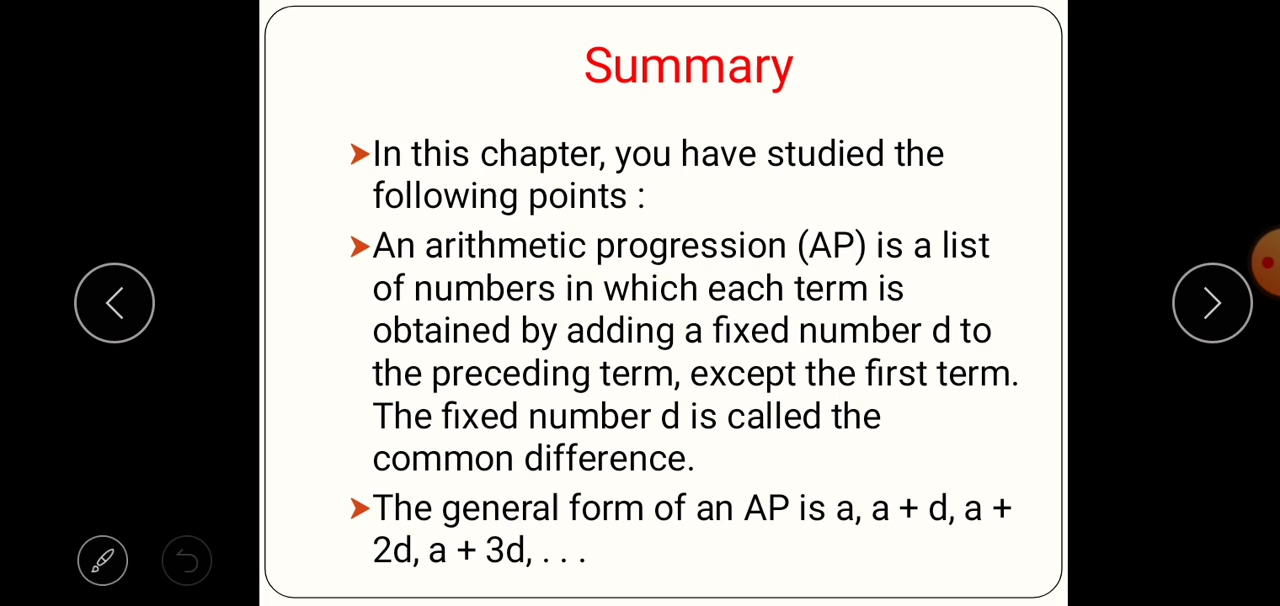 Summary
➤In this chapter, you have studied the
following points :
➤An arithmetic progression (AP) is a list
of numbers in which each term is
obtained by adding a fixed number d to
the preceding term, except the first term.
The fixed number d is called the
common difference.
➤The general form of an AP is a, a + d, a +
2d, a + 3d, . . .